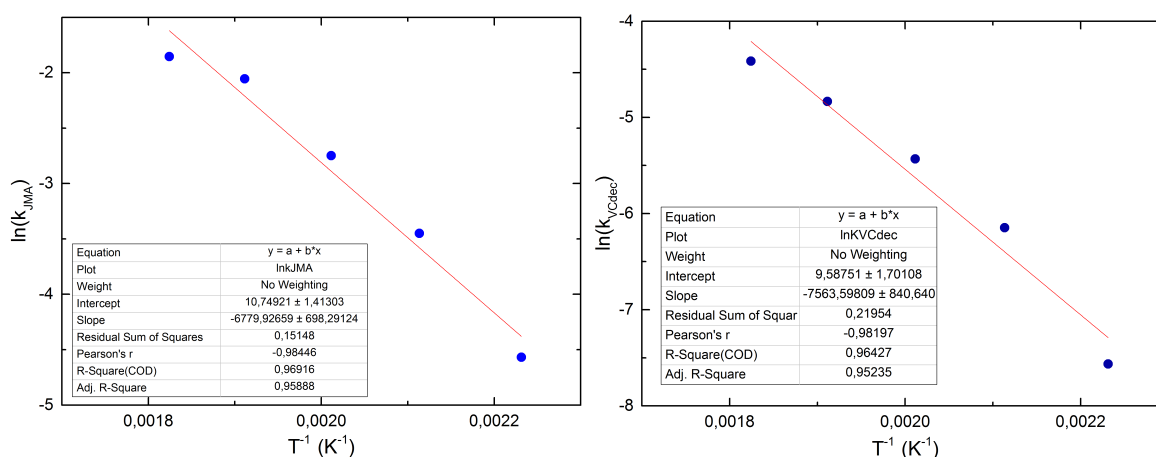 -2
-3
-4
-5
ln(k_JMA)
0,0018
0,0020
0,0022
T⁻¹ (K⁻¹)
Equation y = a + b*x
Plot lnkJMA
Weight No Weighting
Intercept 10,74921 ± 1,41303
Slope -6779,92659 ± 698,29124
Residual Sum of Squares 0,15148
Pearson's r -0,98446
R-Square(COD) 0,96916
Adj. R-Square 0,95888
-4
-5
-6
-7
-8
ln(k_VCdec)
0,0018
0,0020
0,0022
T⁻¹ (K⁻¹)
Equation y = a + b*x
Plot lnKVCdec
Weight No Weighting
Intercept 9,58751 ± 1,70108
Slope -7563,59809 ± 840,640
Residual Sum of Squar 0,21954
Pearson's r -0,98197
R-Square(COD) 0,96427
Adj. R-Square 0,95235